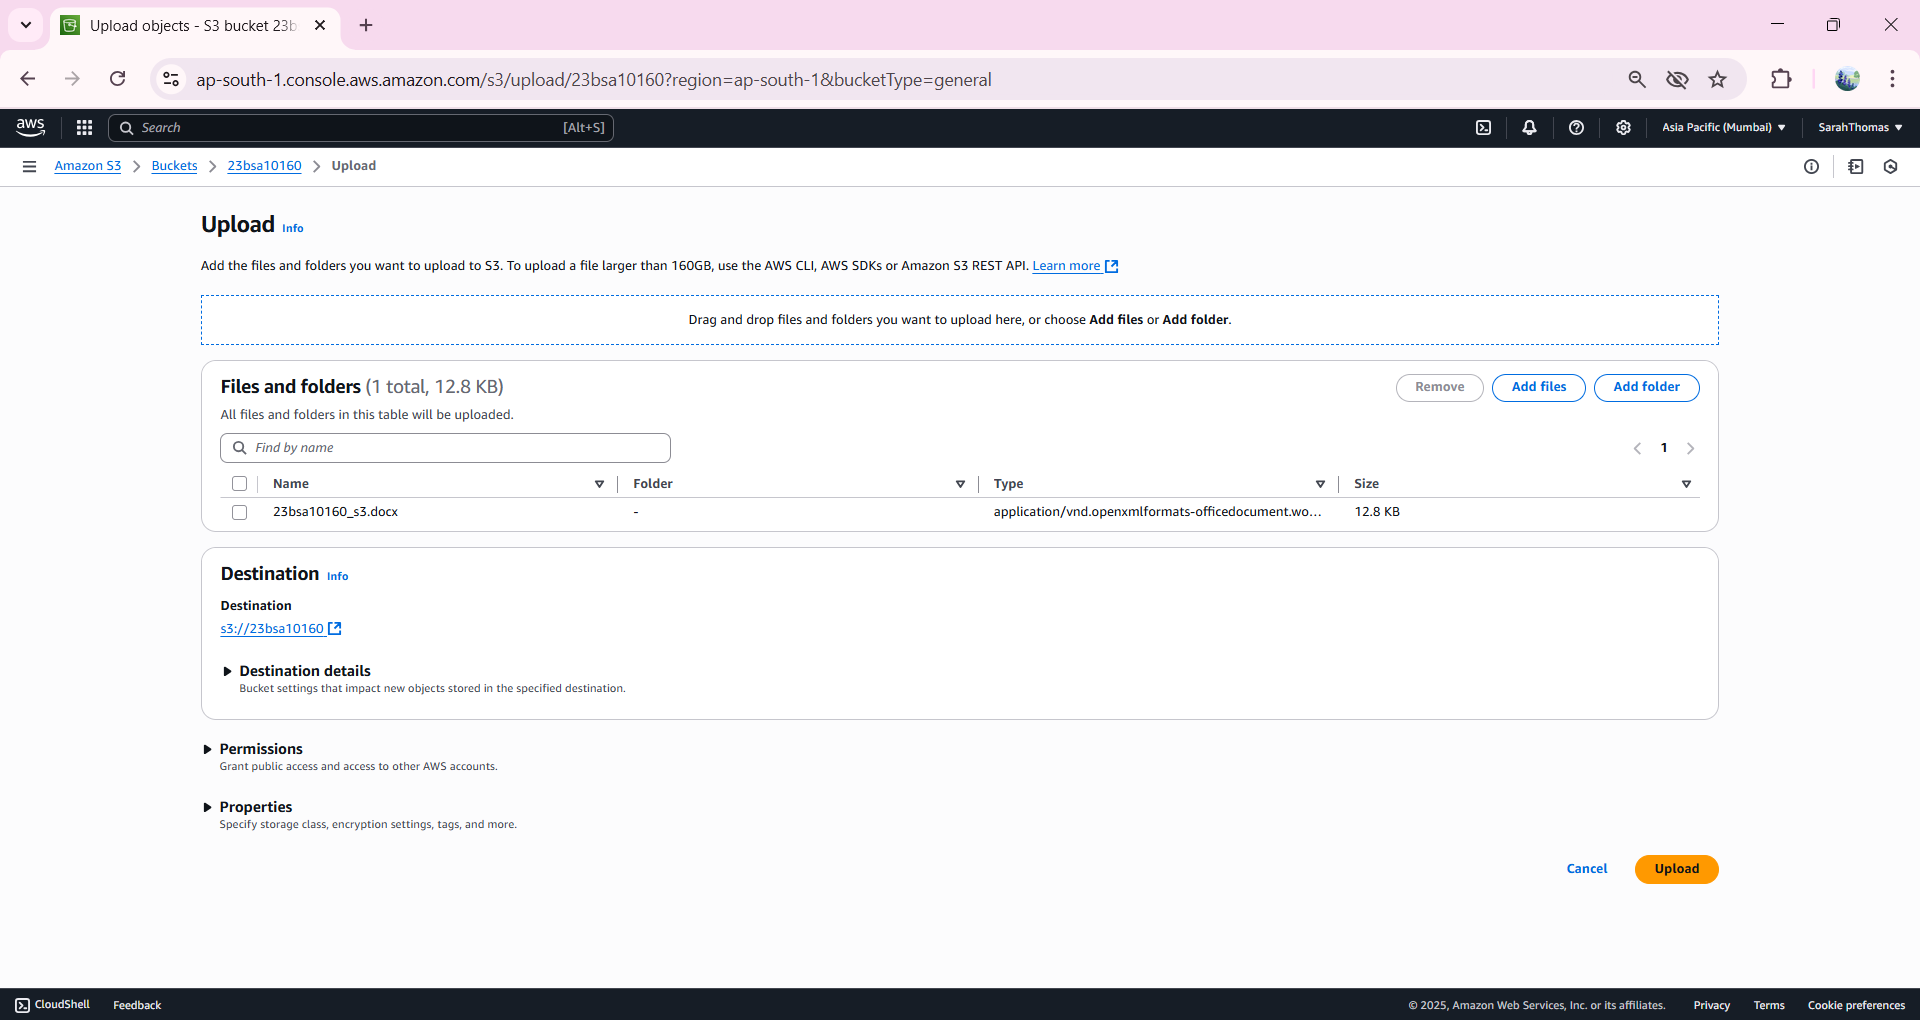 Upload objects - S3 bucket 23b
ap-south-1.console.aws.amazon.com/s3/upload/23bsa10160?region=ap-south-1&bucketType=general
aws
Search [Alt+S]
Asia Pacific (Mumbai)
SarahThomas
Amazon S3 > Buckets > 23bsa10160 > Upload
Upload Info
Add the files and folders you want to upload to S3. To upload a file larger than 160GB, use the AWS CLI, AWS SDKs or Amazon S3 REST API. Learn more
Drag and drop files and folders you want to upload here, or choose Add files or Add folder.
Files and folders (1 total, 12.8 KB)
Remove
Add files
Add folder
All files and folders in this table will be uploaded.
Find by name
1
Name Folder Type Size
23bsa10160_s3.docx - application/vnd.openxmlformats-officedocument.wo... 12.8 KB
Destination Info
Destination
s3://23bsa10160
Destination details
Bucket settings that impact new objects stored in the specified destination.
Permissions
Grant public access and access to other AWS accounts.
Properties
Specify storage class, encryption settings, tags, and more.
Cancel
Upload
CloudShell Feedback © 2025, Amazon Web Services, Inc. or its affiliates. Privacy Terms Cookie preferences